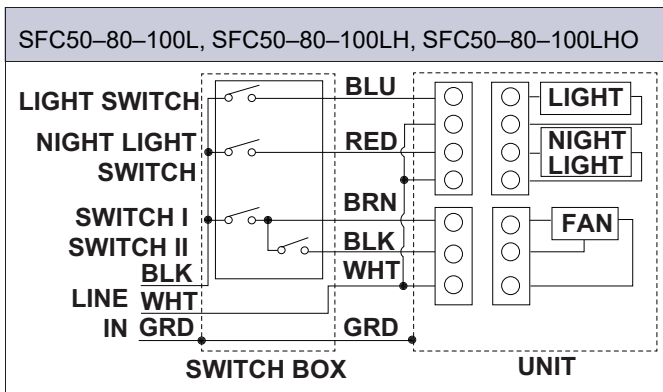 SFC50–80–100L, SFC50–80–100LH, SFC50–80–100LHO
LIGHT SWITCH
BLU
LIGHT
NIGHT LIGHT
SWITCH
RED
NIGHT
LIGHT
SWITCH I
BRN
FAN
SWITCH II
BLK
BLK
WHT
LINE WHT
IN GRD
GRD
SWITCH BOX
UNIT